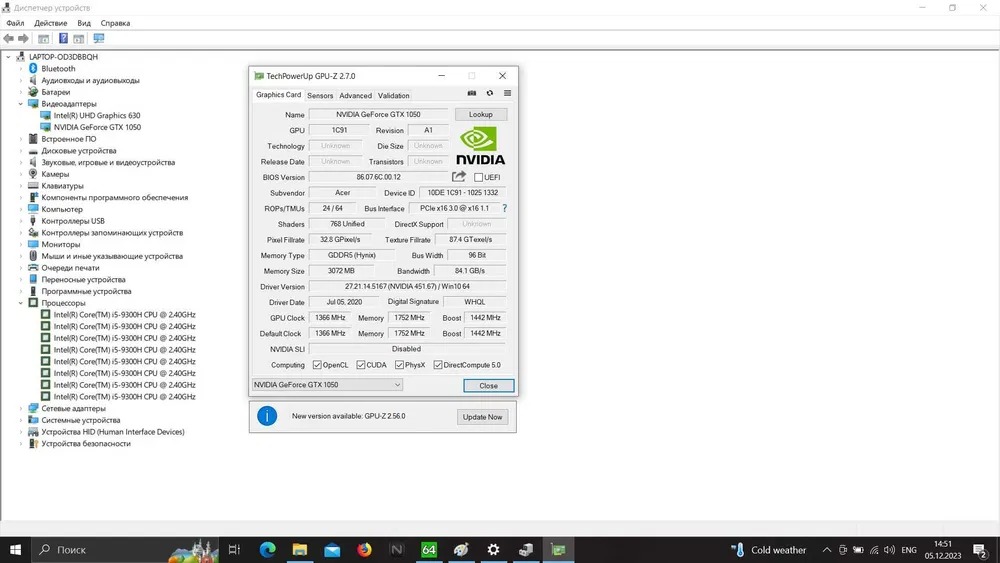 Диспетчер устройств
Файл Действие Вид Справка
LAPTOP-OD3DBBQH
Bluetooth
Аудиовходы и аудиовыходы
Батареи
Видеоадаптеры
Intel(R) UHD Graphics 630
NVIDIA GeForce GTX 1050
Встроенное ПО
Дисковые устройства
Звуковые, игровые и видеоустройства
Камеры
Клавиатуры
Компоненты программного обеспечения
Компьютер
Контроллеры USB
Контроллеры запоминающих устройств
Мониторы
Мыши и иные указывающие устройства
Очереди печати
Переносные устройства
Программные устройства
Процессоры
Intel(R) Core(TM) i5-9300H CPU @ 2.40GHz
Intel(R) Core(TM) i5-9300H CPU @ 2.40GHz
Intel(R) Core(TM) i5-9300H CPU @ 2.40GHz
Intel(R) Core(TM) i5-9300H CPU @ 2.40GHz
Intel(R) Core(TM) i5-9300H CPU @ 2.40GHz
Intel(R) Core(TM) i5-9300H CPU @ 2.40GHz
Intel(R) Core(TM) i5-9300H CPU @ 2.40GHz
Intel(R) Core(TM) i5-9300H CPU @ 2.40GHz
Сетевые адаптеры
Системные устройства
Устройства HID (Human Interface Devices)
Устройства безопасности
TechPowerUp GPU-Z 2.7.0
Graphics Card Sensors Advanced Validation
Name NVIDIA GeForce GTX 1050 Lookup
GPU 1C91 Revision A1
Technology Unknown Die Size Unknown
Release Date Unknown Transistors Unknown
NVIDIA
BIOS Version 86.07.6C.00.12 UEFI
Subvendor Acer Device ID 10DE 1C91 - 1025 1332
ROPs/TMUs 24 / 64 Bus Interface PCIe x16 3.0 @ x16 1.1 ?
Shaders 768 Unified DirectX Support Unknown
Pixel Fillrate 32.8 GPixel/s Texture Fillrate 87.4 GTexel/s
Memory Type GDDR5 (Hynix) Bus Width 96 Bit
Memory Size 3072 MB Bandwidth 84.1 GB/s
Driver Version 27.21.14.5167 (NVIDIA 451.67) / Win10 64
Driver Date Jul 05, 2020 Digital Signature WHQL
GPU Clock 1366 MHz Memory 1752 MHz Boost 1442 MHz
Default Clock 1366 MHz Memory 1752 MHz Boost 1442 MHz
NVIDIA SLI Disabled
Computing OpenCL CUDA PhysX DirectCompute 5.0
NVIDIA GeForce GTX 1050 Close
New version available: GPU-Z 2.56.0 Update Now
Поиск 64 Cold weather ENG 14:51
05.12.2023 2